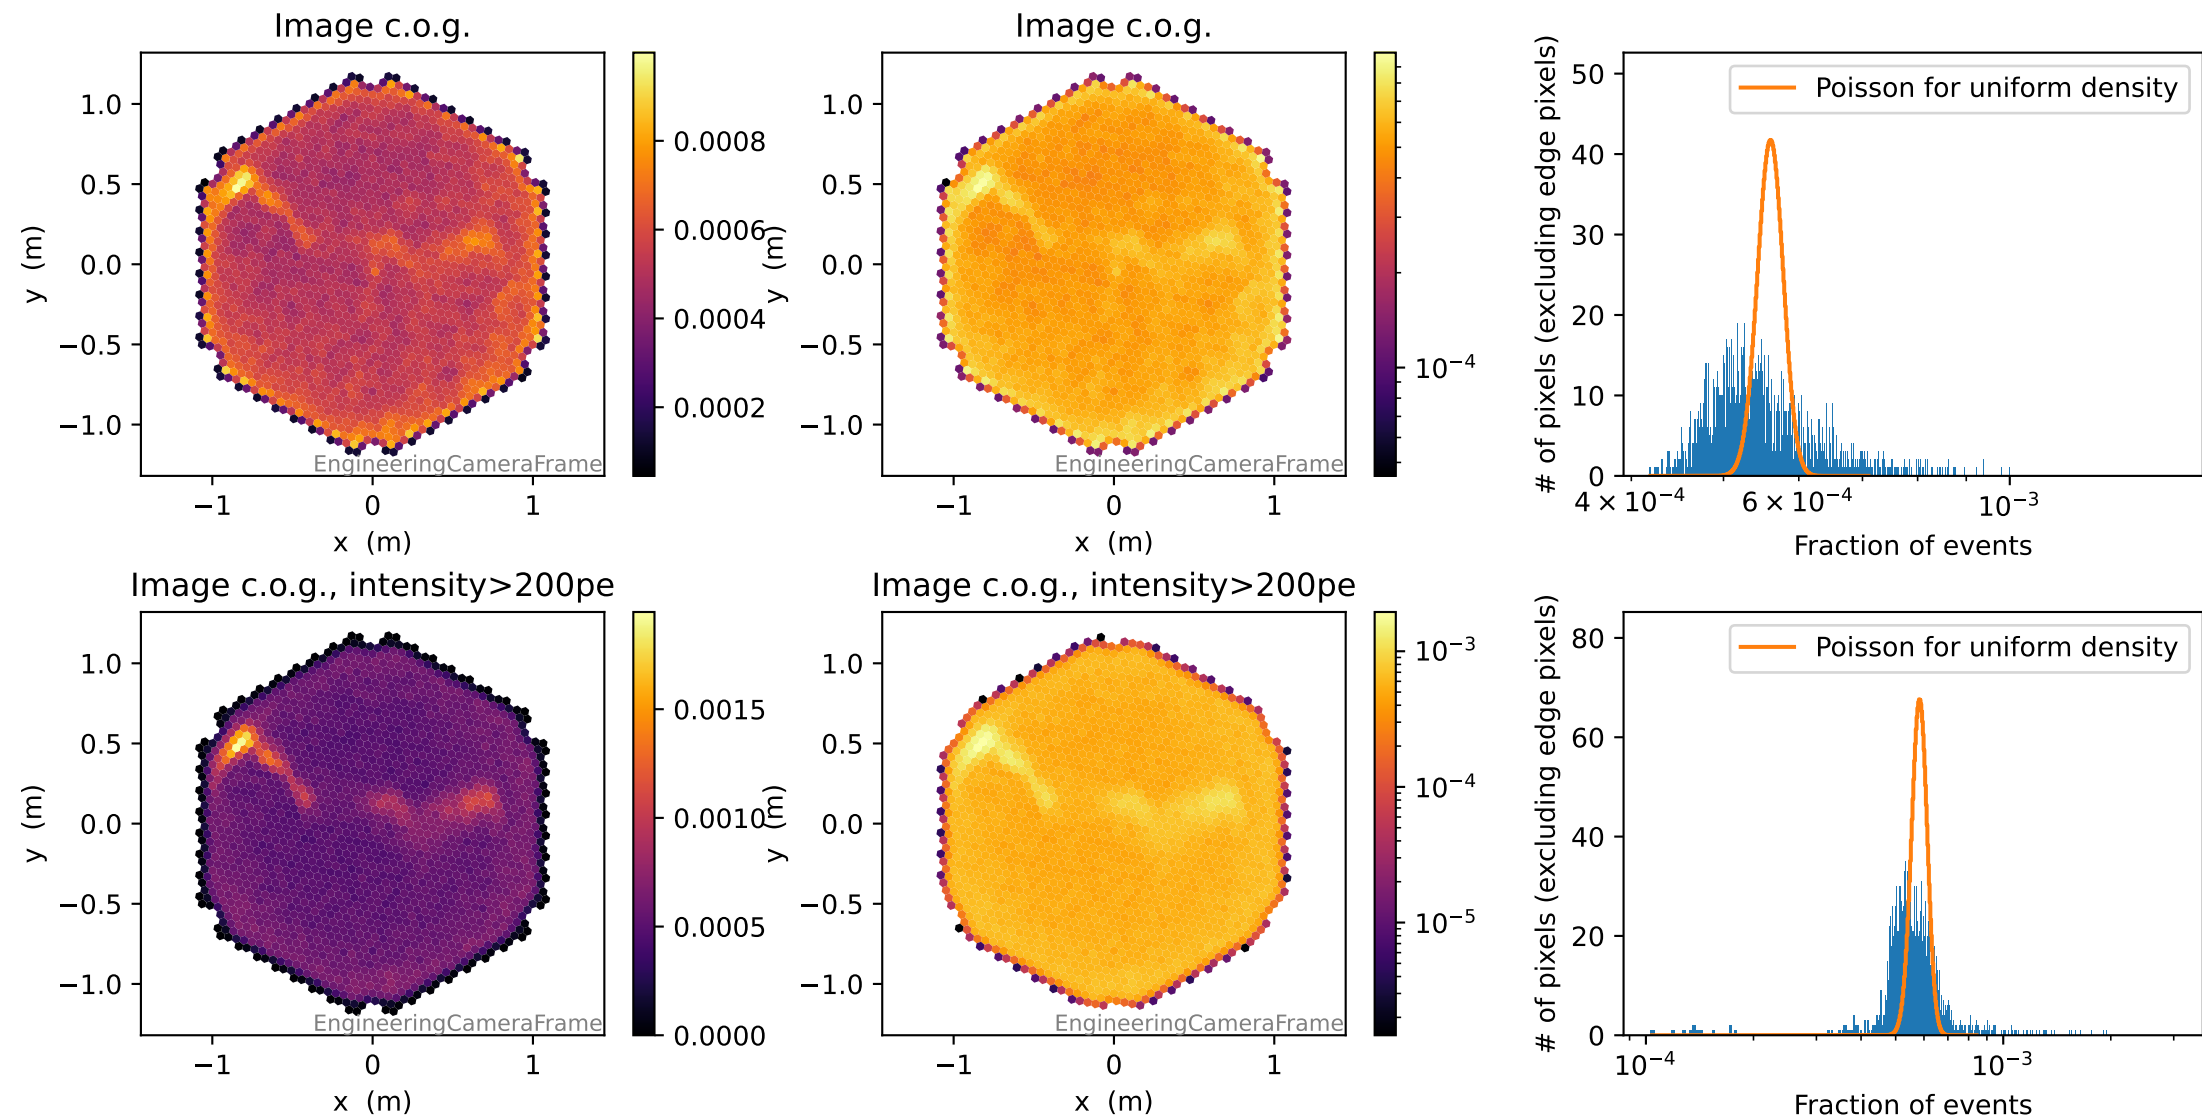 Image c.o.g.
1.0
0.5
0.0
−0.5
−1.0
y (m)
−1
0
1
x (m)
EngineeringCameraFrame
0.0008
0.0006
0.0004
0.0002
Image c.o.g.
1.0
0.5
0.0
−0.5
−1.0
y (m)
−1
0
1
x (m)
EngineeringCameraFrame
10⁻⁴
# of pixels (excluding edge pixels)
50
40
30
20
10
0
Poisson for uniform density
4 × 10⁻⁴
6 × 10⁻⁴
10⁻³
Fraction of events
Image c.o.g., intensity>200pe
1.0
0.5
0.0
−0.5
−1.0
y (m)
−1
0
1
x (m)
EngineeringCameraFrame
0.0015
0.0010
0.0005
0.0000
Image c.o.g., intensity>200pe
1.0
0.5
0.0
−0.5
−1.0
y (m)
−1
0
1
x (m)
EngineeringCameraFrame
10⁻³
10⁻⁴
10⁻⁵
# of pixels (excluding edge pixels)
80
60
40
20
0
Poisson for uniform density
10⁻⁴
10⁻³
Fraction of events